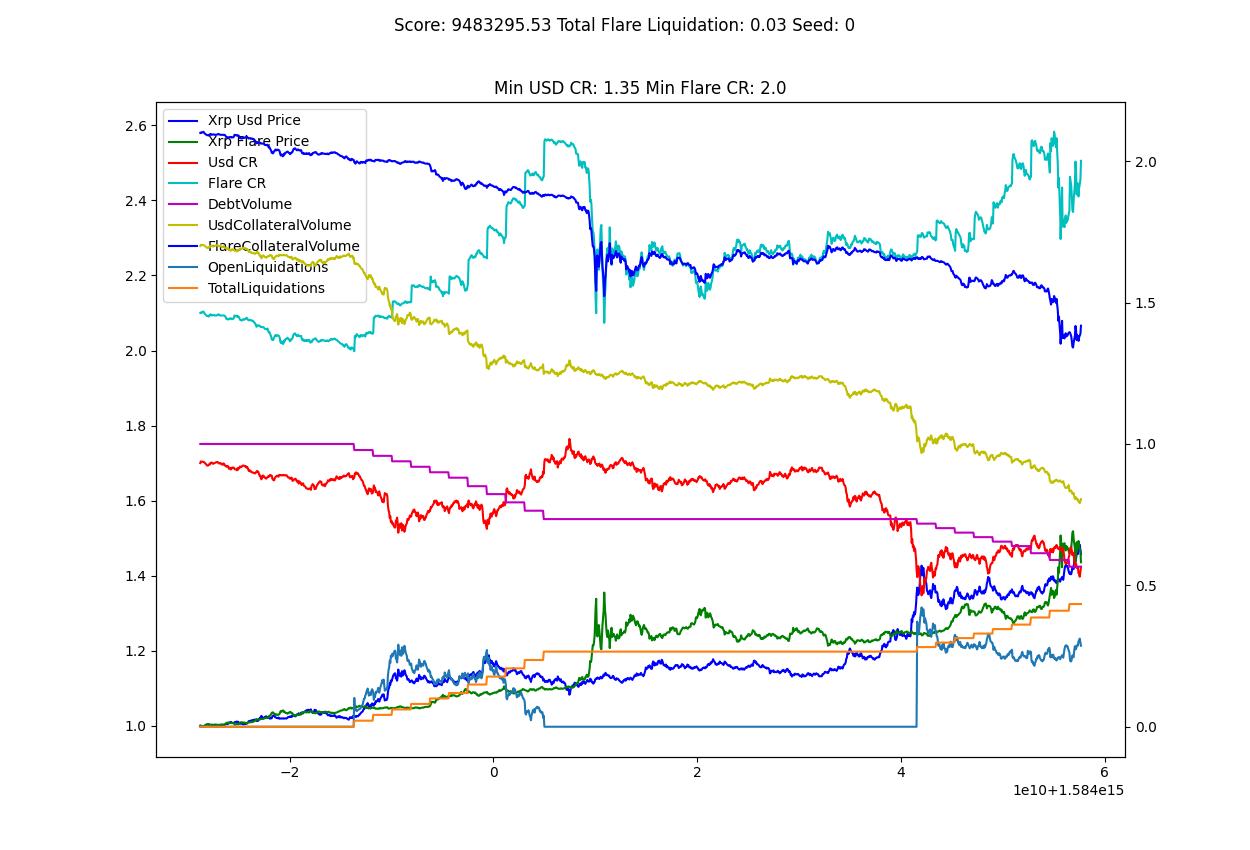 Score: 9483295.53 Total Flare Liquidation: 0.03 Seed: 0
Min USD CR: 1.35 Min Flare CR: 2.0
Xrp Usd Price
Xrp Flare Price
Usd CR
Flare CR
DebtVolume
UsdCollateralVolume
FlareCollateralVolume
OpenLiquidations
TotalLiquidations
2.6
2.4
2.2
2.0
1.8
1.6
1.4
1.2
1.0
2.0
1.5
1.0
0.5
0.0
−2 0 2 4 6
1e10+1.584e15